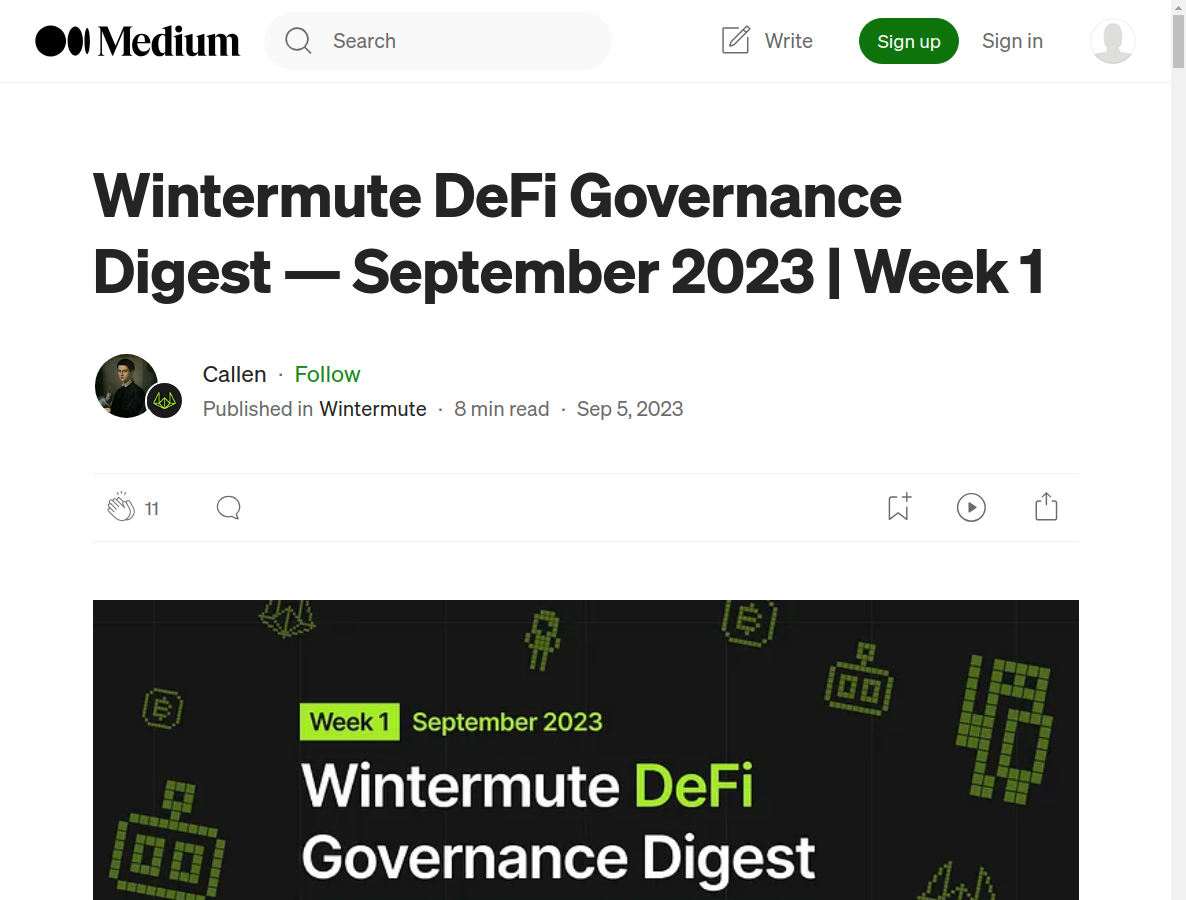 Medium
Search
Write
Sign up
Sign in
Wintermute DeFi Governance
Digest — September 2023 | Week 1
Callen · Follow
Published in Wintermute · 8 min read · Sep 5, 2023
11
Week 1 September 2023
Wintermute DeFi
Governance Digest